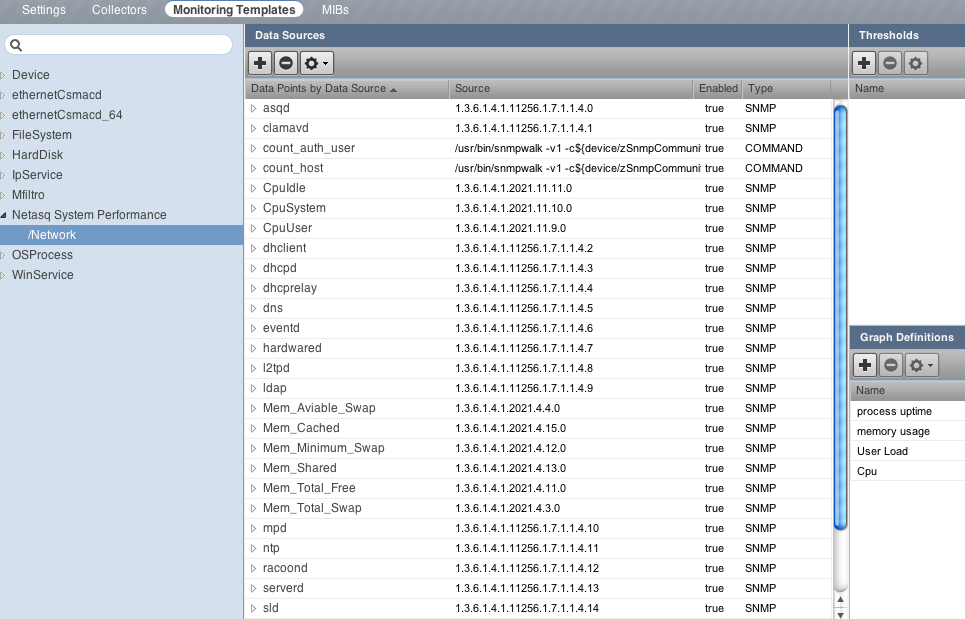 Settings Collectors Monitoring Templates MIBs
Device
ethernetCsmacd
ethernetCsmacd_64
FileSystem
HardDisk
IpService
Mfiltro
Netasq System Performance
/Network
OSProcess
WinService
Data Sources
Data Points by Data Source Source Enabled Type
asqd 1.3.6.1.4.1.11256.1.7.1.1.4.0 true SNMP
clamavd 1.3.6.1.4.1.11256.1.7.1.1.4.1 true SNMP
count_auth_user /usr/bin/snmpwalk -v1 -c${device/zSnmpCommuni true COMMAND
count_host /usr/bin/snmpwalk -v1 -c${device/zSnmpCommuni true COMMAND
CpuIdle 1.3.6.1.4.1.2021.11.11.0 true SNMP
CpuSystem 1.3.6.1.4.1.2021.11.10.0 true SNMP
CpuUser 1.3.6.1.4.1.2021.11.9.0 true SNMP
dhclient 1.3.6.1.4.1.11256.1.7.1.1.4.2 true SNMP
dhcpd 1.3.6.1.4.1.11256.1.7.1.1.4.3 true SNMP
dhcprelay 1.3.6.1.4.1.11256.1.7.1.1.4.4 true SNMP
dns 1.3.6.1.4.1.11256.1.7.1.1.4.5 true SNMP
eventd 1.3.6.1.4.1.11256.1.7.1.1.4.6 true SNMP
hardwared 1.3.6.1.4.1.11256.1.7.1.1.4.7 true SNMP
l2tpd 1.3.6.1.4.1.11256.1.7.1.1.4.8 true SNMP
ldap 1.3.6.1.4.1.11256.1.7.1.1.4.9 true SNMP
Mem_Aviable_Swap 1.3.6.1.4.1.2021.4.4.0 true SNMP
Mem_Cached 1.3.6.1.4.1.2021.4.15.0 true SNMP
Mem_Minimum_Swap 1.3.6.1.4.1.2021.4.12.0 true SNMP
Mem_Shared 1.3.6.1.4.1.2021.4.13.0 true SNMP
Mem_Total_Free 1.3.6.1.4.1.2021.4.11.0 true SNMP
Mem_Total_Swap 1.3.6.1.4.1.2021.4.3.0 true SNMP
mpd 1.3.6.1.4.1.11256.1.7.1.1.4.10 true SNMP
ntp 1.3.6.1.4.1.11256.1.7.1.1.4.11 true SNMP
racoond 1.3.6.1.4.1.11256.1.7.1.1.4.12 true SNMP
serverd 1.3.6.1.4.1.11256.1.7.1.1.4.13 true SNMP
sld 1.3.6.1.4.1.11256.1.7.1.1.4.14 true SNMP
Thresholds
Name
Graph Definitions
Name
process uptime
memory usage
User Load
Cpu